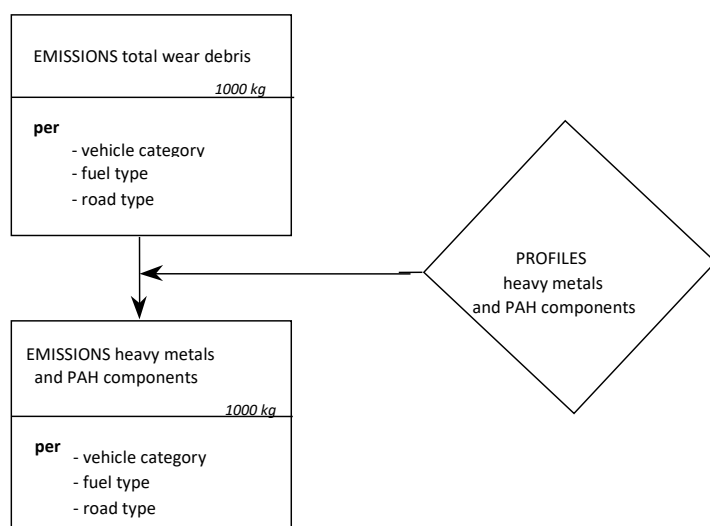 EMISSIONS total wear debris
1000 kg
per
- vehicle category
- fuel type
- road type
PROFILES
heavy metals
and PAH components
EMISSIONS heavy metals
and PAH components
1000 kg
per
- vehicle category
- fuel type
- road type